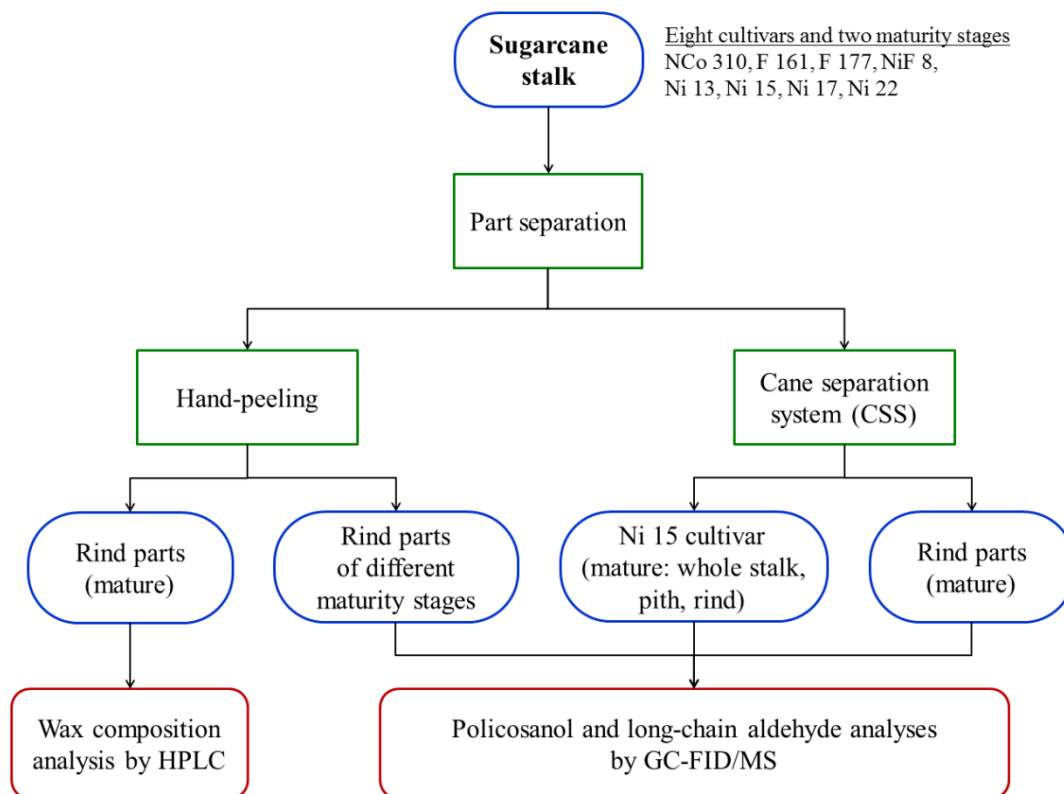 Sugarcane
stalk
Eight cultivars and two maturity stages
NCo 310, F 161, F 177, NiF 8,
Ni 13, Ni 15, Ni 17, Ni 22
Part separation
Hand-peeling
Cane separation
system (CSS)
Rind parts
(mature)
Rind parts
of different
maturity stages
Ni 15 cultivar
(mature: whole stalk,
pith, rind)
Rind parts
(mature)
Wax composition
analysis by HPLC
Policosanol and long-chain aldehyde analyses
by GC-FID/MS